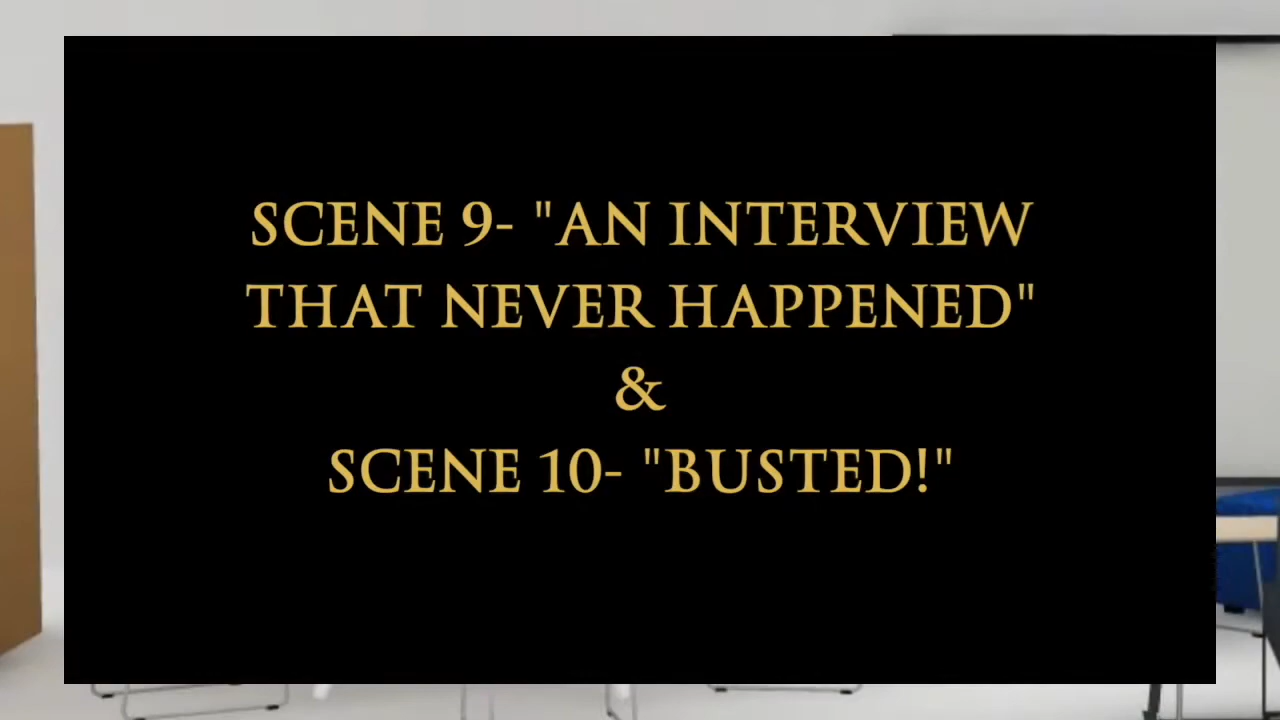 SCENE 9- "AN INTERVIEW
THAT NEVER HAPPENED"
&
SCENE 10- "BUSTED!"